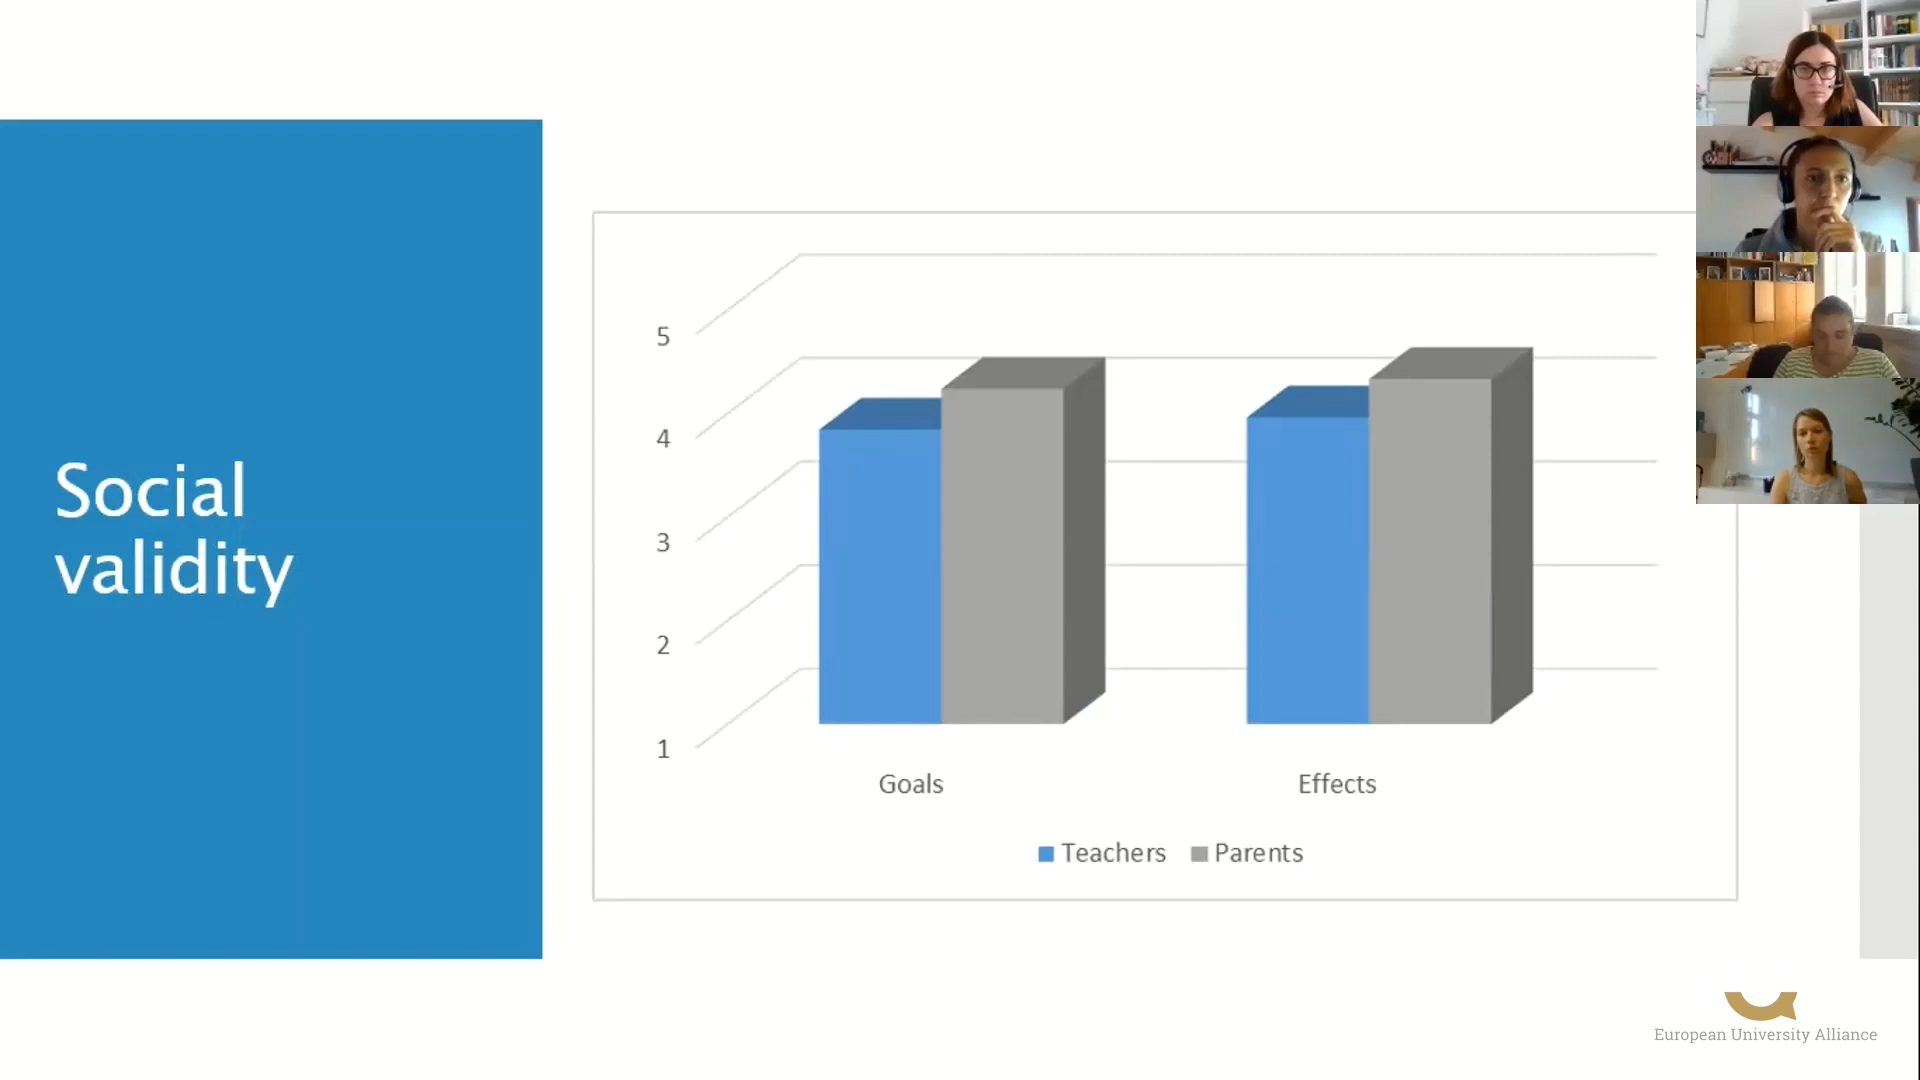 Social
validity
5
4
3
2
1
Goals
Effects
Teachers
Parents
European University Alliance